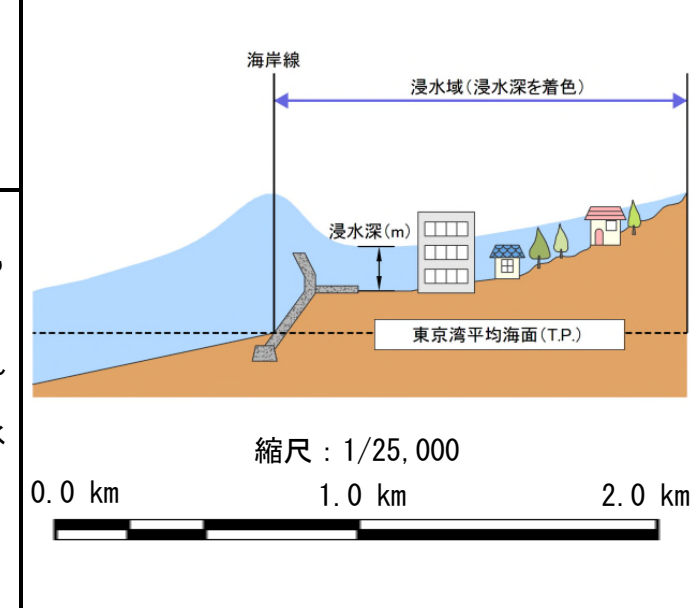 海岸線
浸水域(浸水深を着色)
浸水深(m)
東京湾平均海面(T.P.)
縮尺：1/25,000
0.0 km 1.0 km 2.0 km